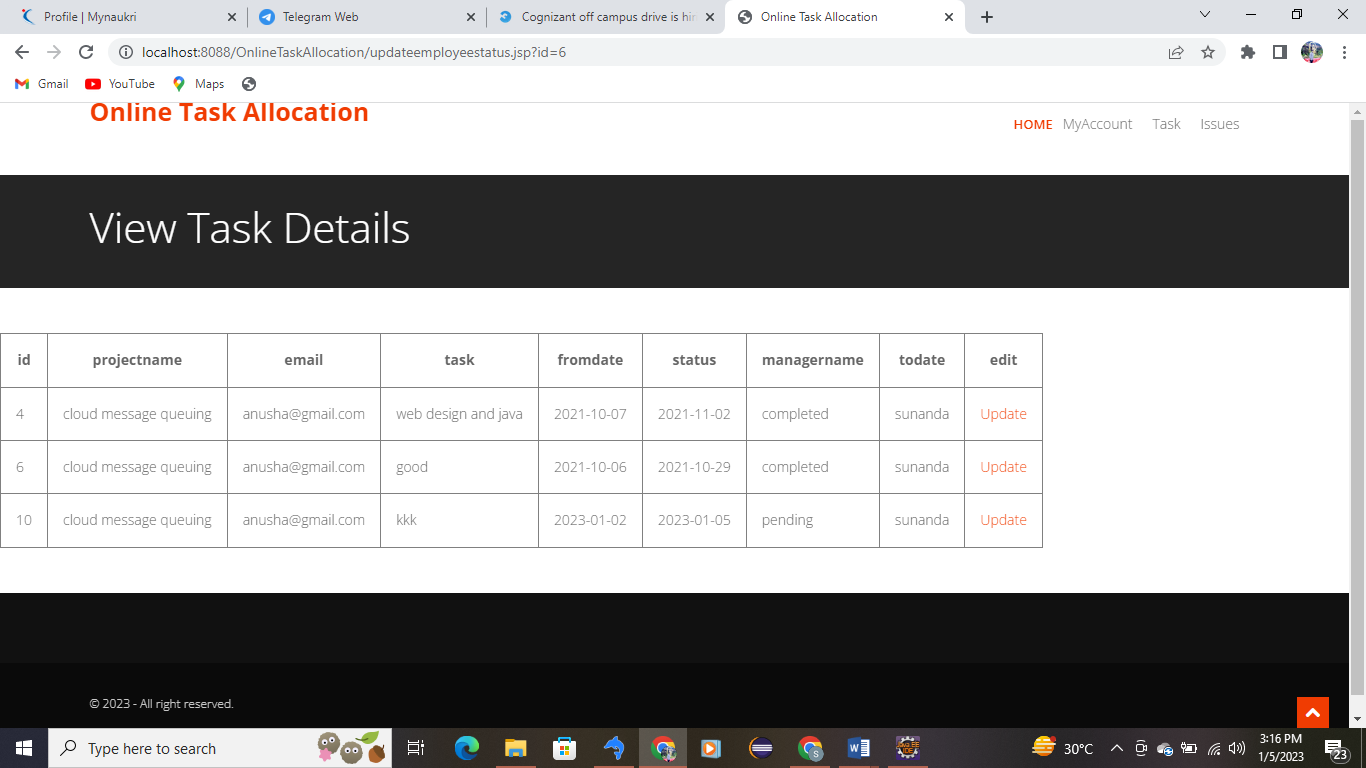 Profile | Mynaukri
Telegram Web
Cognizant off campus drive is hir
Online Task Allocation
localhost:8088/OnlineTaskAllocation/updateemployeestatus.jsp?id=6
Gmail YouTube Maps
Online Task Allocation
HOME MyAccount Task Issues
View Task Details
id projectname email task fromdate status managername todate edit
4 cloud message queuing anusha@gmail.com web design and java 2021-10-07 2021-11-02 completed sunanda Update
6 cloud message queuing anusha@gmail.com good 2021-10-06 2021-10-29 completed sunanda Update
10 cloud message queuing anusha@gmail.com kkk 2023-01-02 2023-01-05 pending sunanda Update
© 2023 - All right reserved.
Type here to search
30°C
3:16 PM
1/5/2023
23